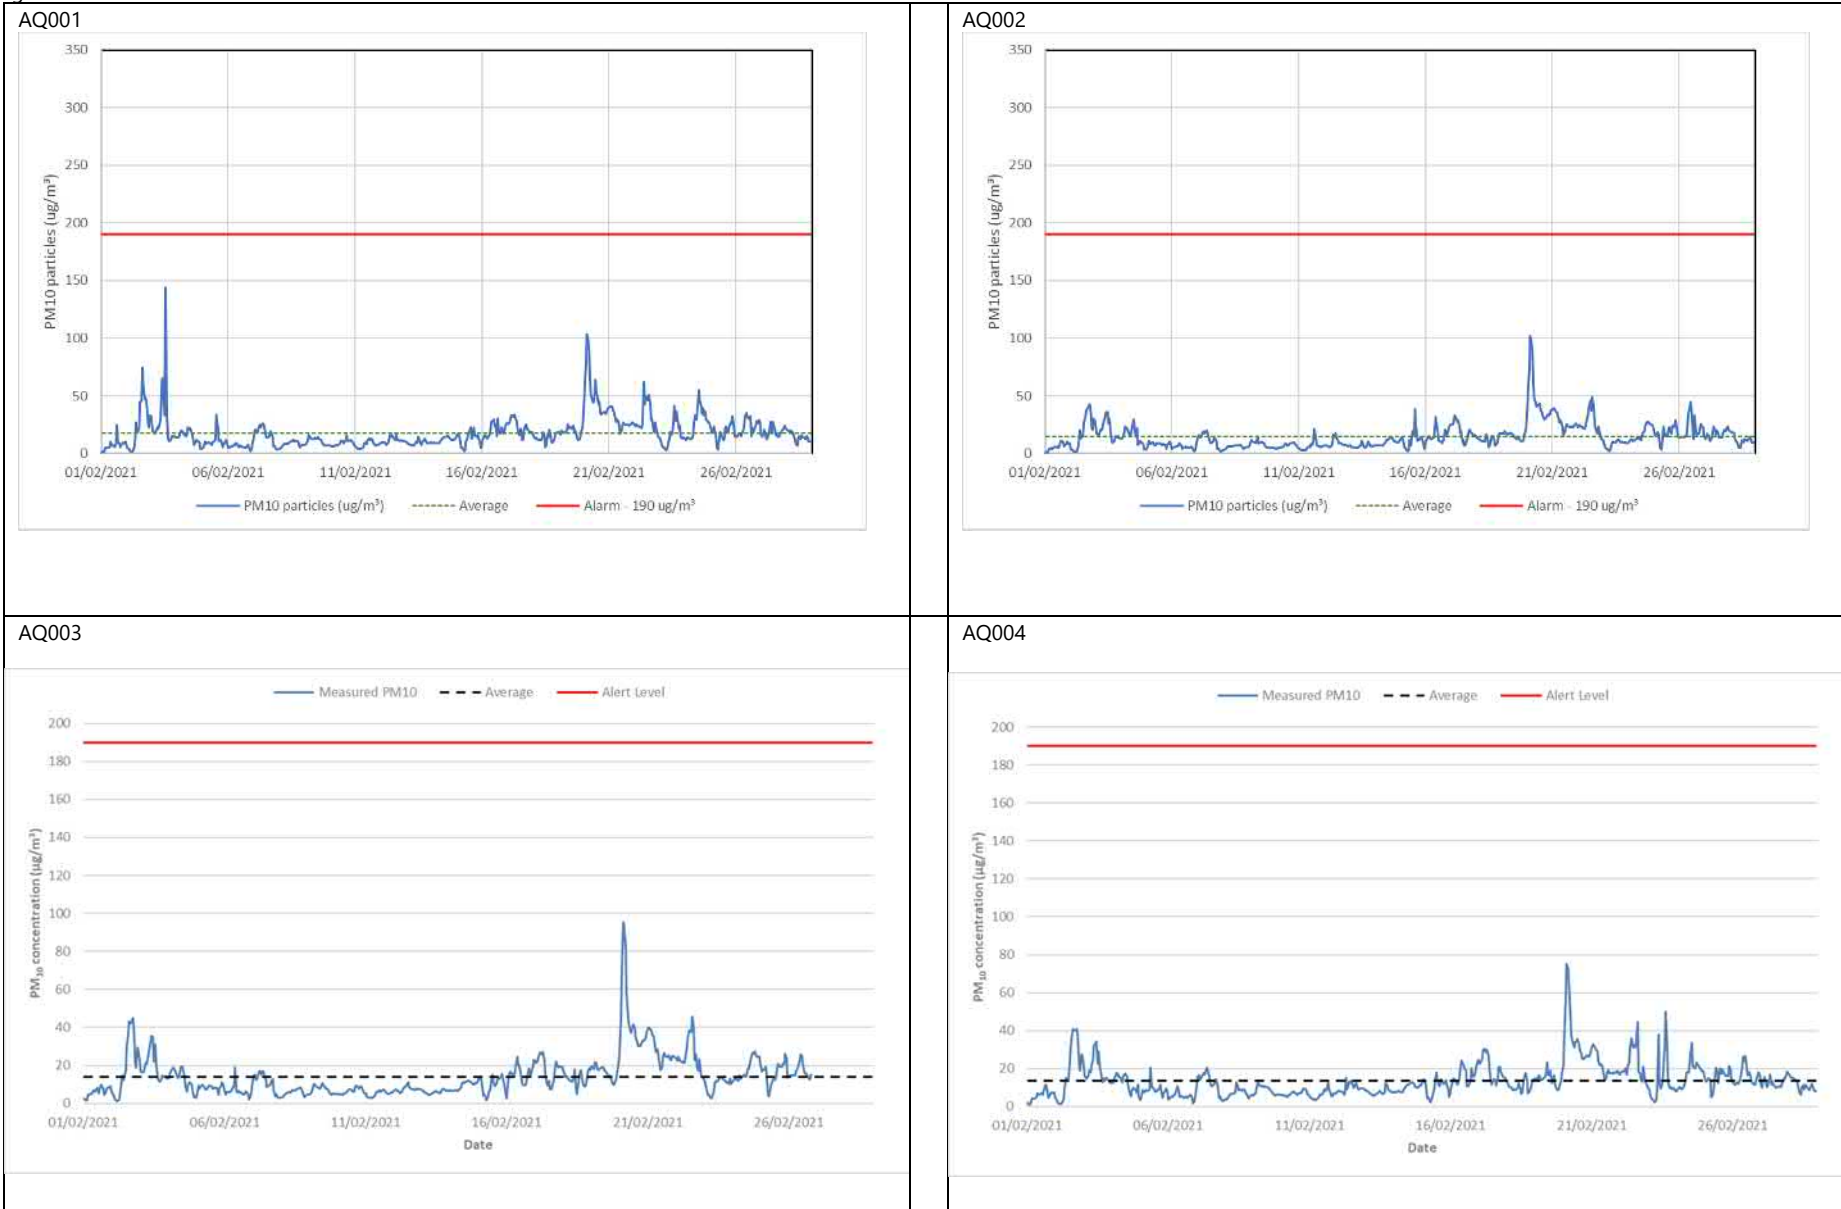 AQ001
350
300
250
200
150
100
50
0
PM10 particles (ug/m³)
01/02/2021 06/02/2021 11/02/2021 16/02/2021 21/02/2021 26/02/2021
PM10 particles (ug/m³) Average Alarm - 190 ug/m³
AQ002
350
300
250
200
150
100
50
0
PM10 particles (ug/m³)
01/02/2021 06/02/2021 11/02/2021 16/02/2021 21/02/2021 26/02/2021
PM10 particles (ug/m³) Average Alarm - 190 ug/m³
AQ003
Measured PM10 Average Alert Level
200
180
160
140
120
100
80
60
40
20
0
PM₁₀ concentration (µg/m³)
01/02/2021 06/02/2021 11/02/2021 16/02/2021 21/02/2021 26/02/2021
Date
AQ004
Measured PM10 Average Alert Level
200
180
160
140
120
100
80
60
40
20
0
PM₁₀ concentration (µg/m³)
01/02/2021 06/02/2021 11/02/2021 16/02/2021 21/02/2021 26/02/2021
Date